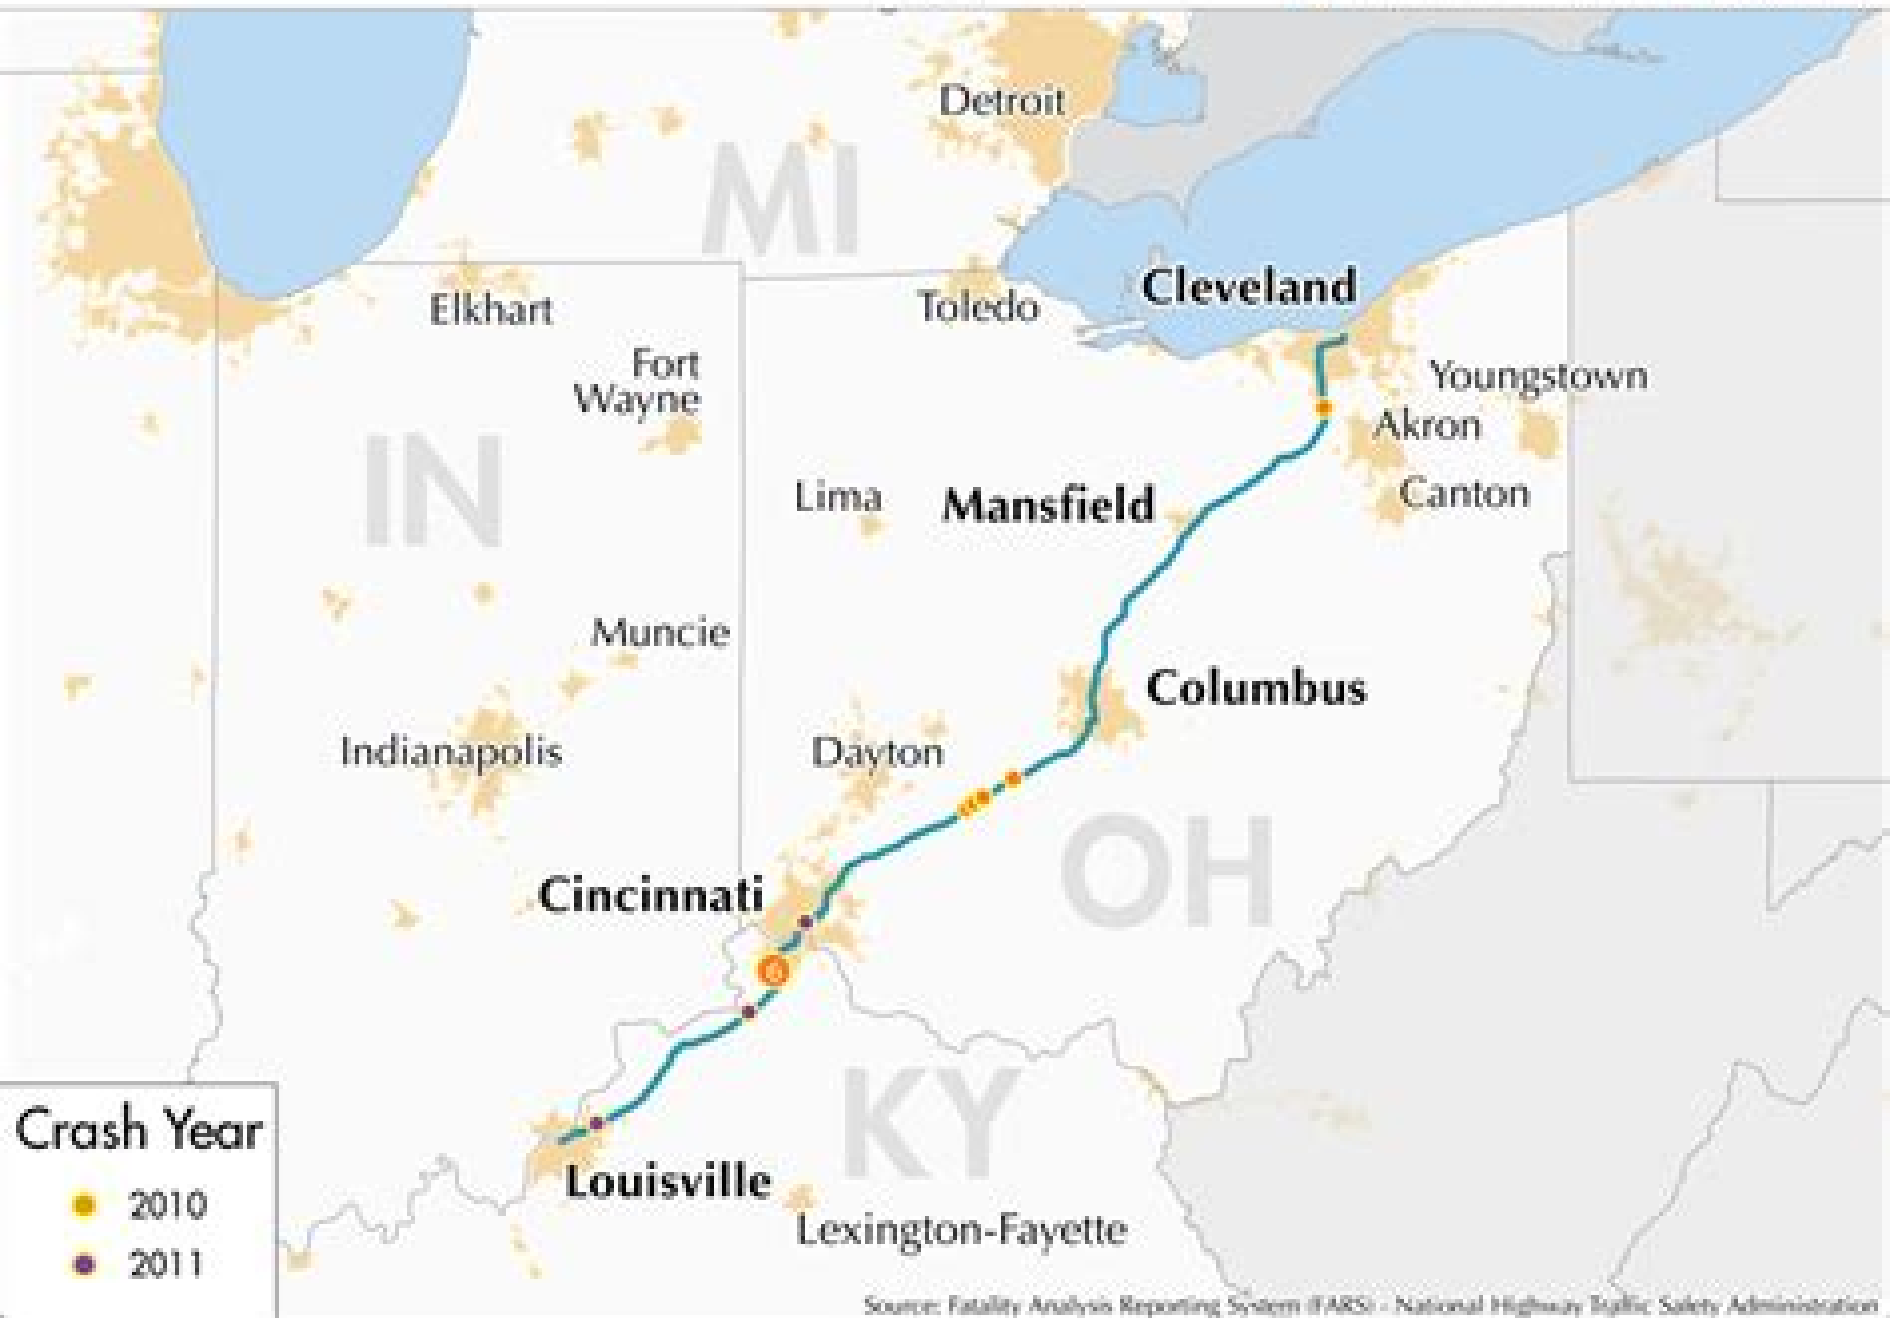 Detroit
MI
Cleveland
Elkhart
Toledo
Fort
Wayne
Youngstown
Akron
IN
Lima
Mansfield
Canton
Muncie
Columbus
Indianapolis
Dayton
OH
Cincinnati
6
KY
Crash Year
Louisville
2010
Lexington-Fayette
2011
Source: Fatality Analysis Reporting System (FARS) - National Highway Traffic Safety Administration